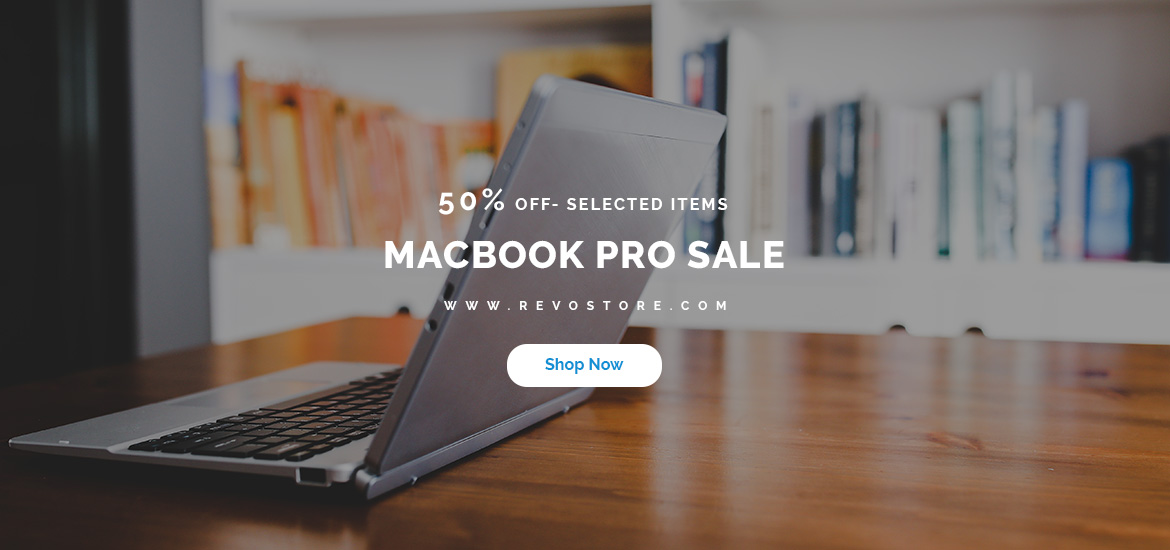 50% OFF- SELECTED ITEMS
MACBOOK PRO SALE
WWW.REVOSTORE.COM
Shop Now